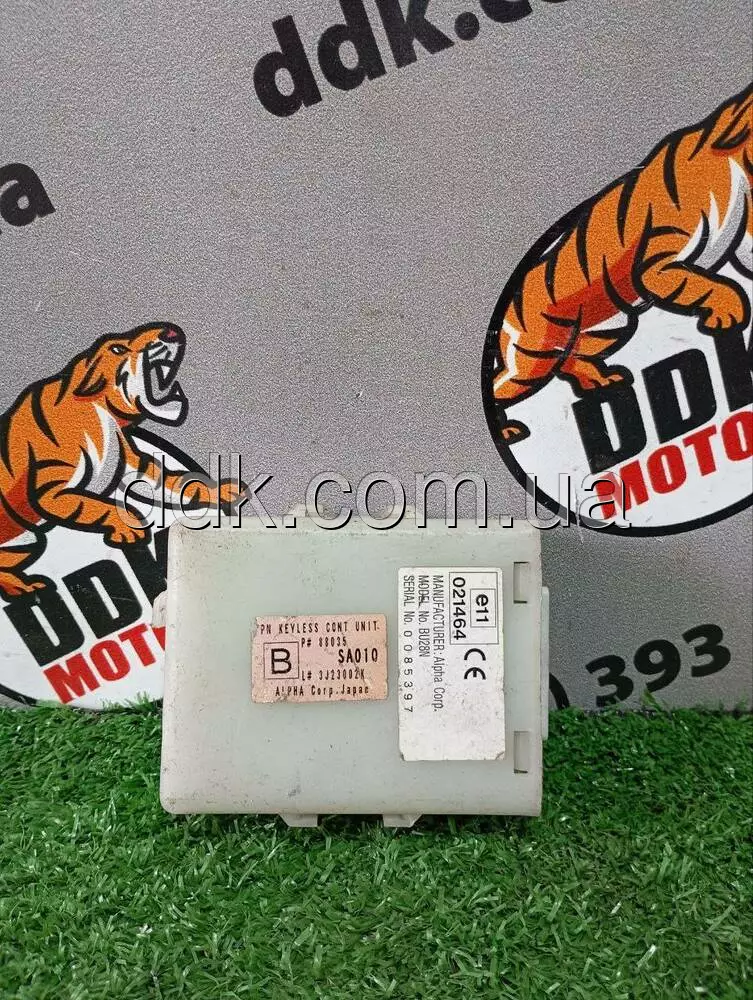 ddk.co
a
DDK
MOTO
DDK
MOTO
ddk.com.ua
) 393
PN KEYLESS CONT UNIT
P# 88035
B
SA010
L# 3J23002K
ALPHA Corp.Japan
e11
021464
CE
MANUFACTURER:Alpha Corp.
MODEL No. BU28N
SERIAL No. 0085397